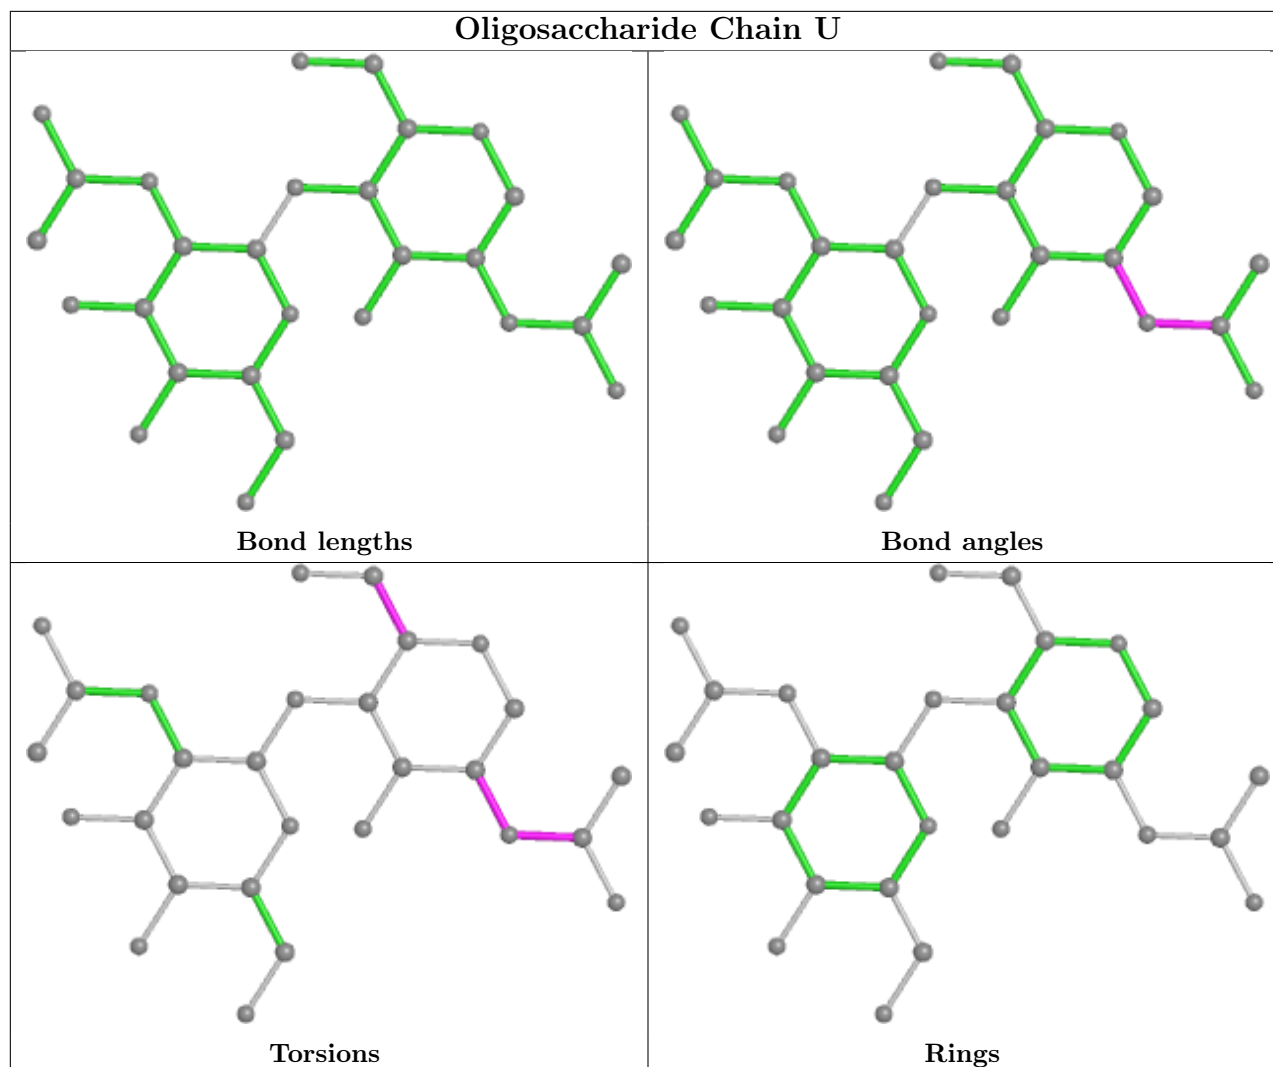 Oligosaccharide Chain U
Bond lengths
Bond angles
Torsions
Rings